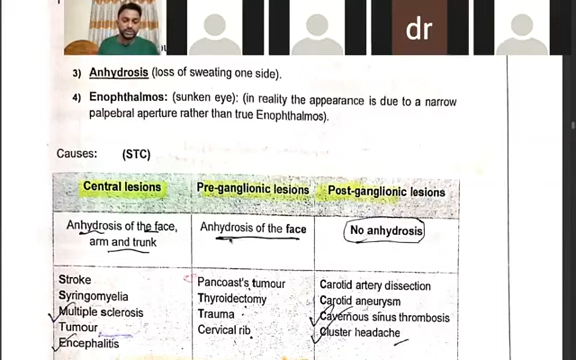 dr
3) Anhydrosis (loss of sweating one side).
4) Enophthalmos: (sunken eye): (in reality the appearance is due to a narrow
palpebral aperture rather than true Enophthalmos).
Causes: (STC)
Central lesions
Pre-ganglionic lesions
Post-ganglionic lesions
Anhydrosis of the face,
arm and trunk
Anhydrosis of the face
No anhydrosis
Stroke
Syringomyelia
Multiple sclerosis
Tumour
Encephalitis
Pancoast's tumour
Thyroidectomy
Trauma
Cervical rib
Carotid artery dissection
Carotid aneurysm
Cavernous sinus thrombosis
Cluster headache